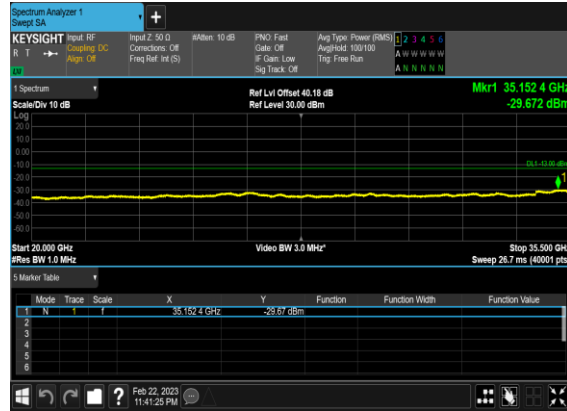 Spectrum Analyzer 1
Swept SA
+
KEYSIGHT Input: RF Input Z: 50 Ω #Atten: 10 dB PNO: Fast Avg Type: Power (RMS) 1 2 3 4 5 6
R T Coupling: DC Corrections: Off Gate: Off Avg|Hold: 100/100 A W W W W W
Align: Off Freq Ref: Int (S) IF Gain: Low Trig: Free Run
Sig Track: Off A N N N N N
1 Spectrum Ref Lvl Offset 40.18 dB Mkr1 35.152 4 GHz
Scale/Div 10 dB Ref Level 30.00 dBm -29.672 dBm
Log
20.0
10.0
0.00
-10.0 DL1 -13.00 dBm
-20.0 1
-30.0
-40.0
-50.0
-60.0
Start 20.000 GHz Video BW 3.0 MHz* Stop 35.500 GHz
#Res BW 1.0 MHz Sweep 26.7 ms (40001 pts
5 Marker Table
Mode Trace Scale X Y Function Function Width Function Value
1 N 1 f 35.152 4 GHz -29.67 dBm
2
3
4
5
6
? Feb 22, 2023
11:41:25 PM